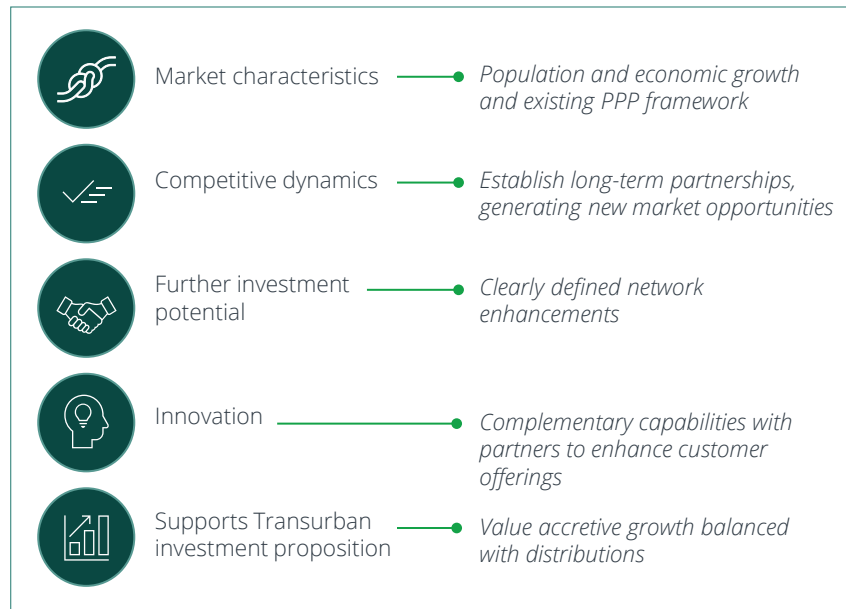 Market characteristics
Population and economic growth
and existing PPP framework
Competitive dynamics
Establish long-term partnerships,
generating new market opportunities
Further investment
potential
Clearly defined network
enhancements
Innovation
Complementary capabilities with
partners to enhance customer
offerings
Supports Transurban
investment proposition
Value accretive growth balanced
with distributions